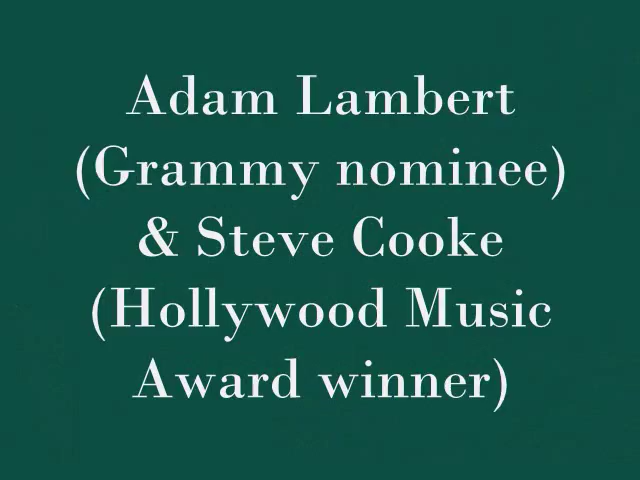 Adam Lambert
(Grammy nominee)
& Steve Cooke
(Hollywood Music
Award winner)